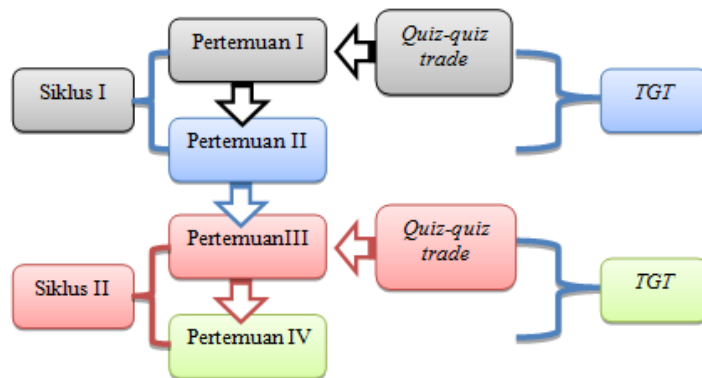 Pertemuan I
Quiz-quiz
trade
Siklus I
TGT
Pertemuan II
PertemuanIII
Quiz-quiz
trade
Siklus II
TGT
Pertemuan IV